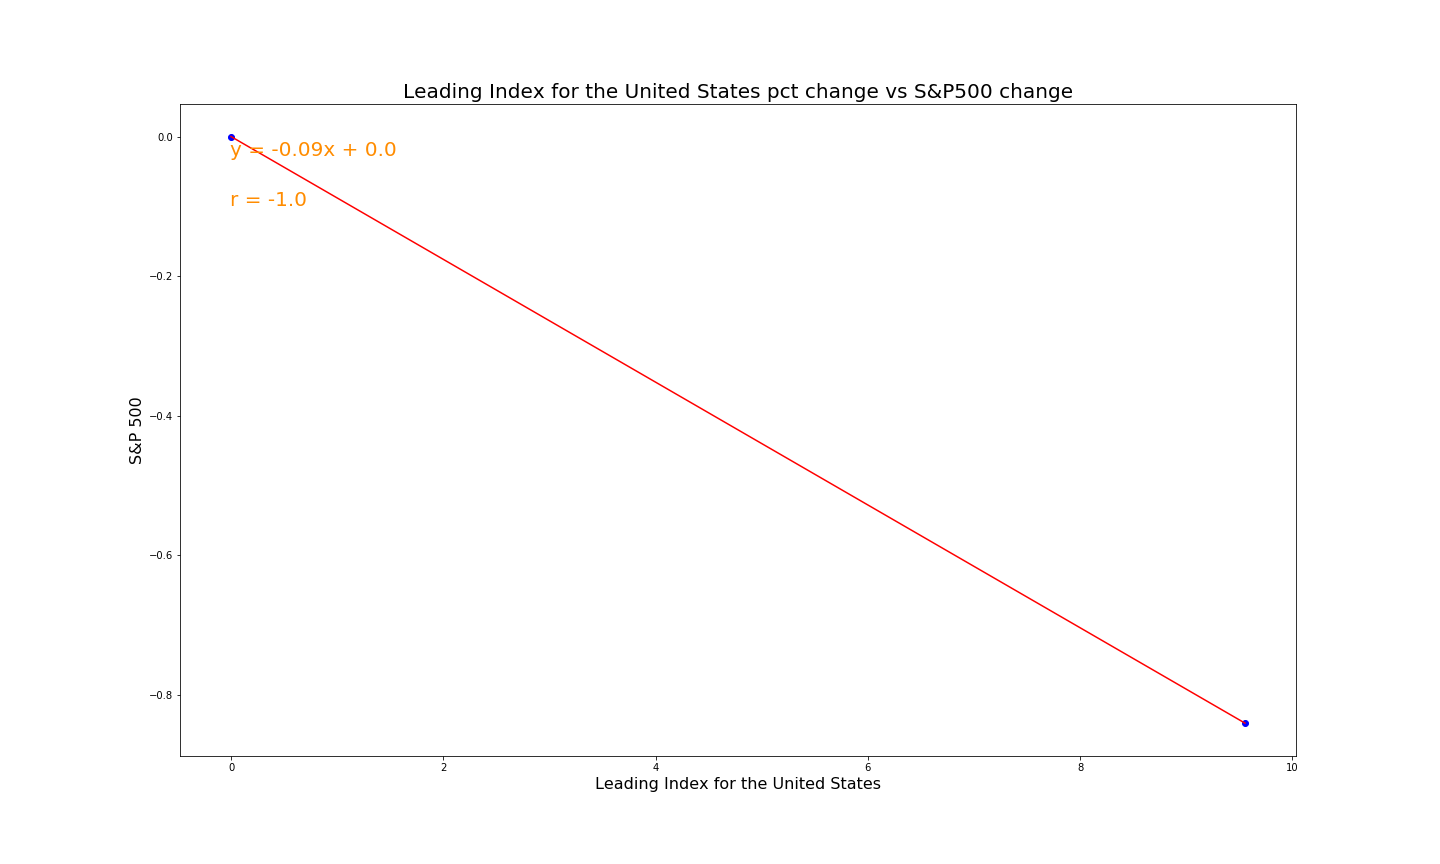 Leading Index for the United States pct change vs S&P500 change
0.0
y = -0.09x + 0.0
r = -1.0
−0.2
−0.4
S&P 500
−0.6
−0.8
0 2 4 6 8 10
Leading Index for the United States